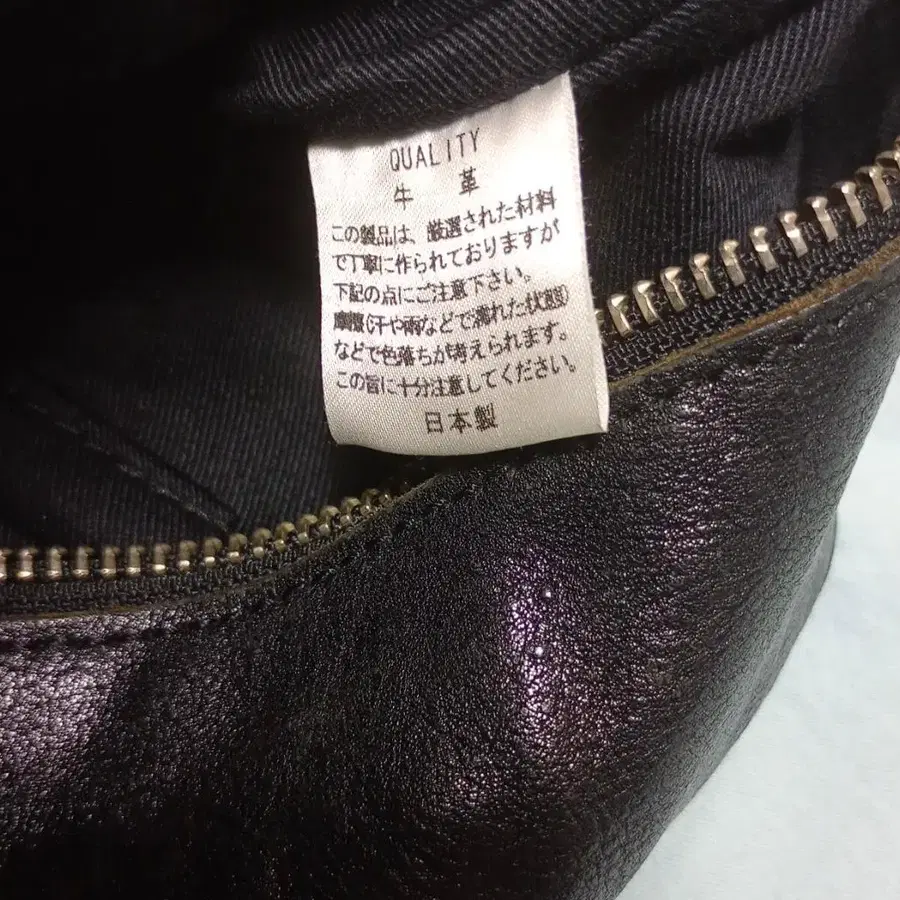 QUALITY
牛 革
この製品は、厳選された材料
で丁寧に作られておりますが
下記の点にご注意下さい。
摩擦(汗や雨などで濡れた状態)
などで色落ちが考えられます。
この旨に十分注意してください。
日本製